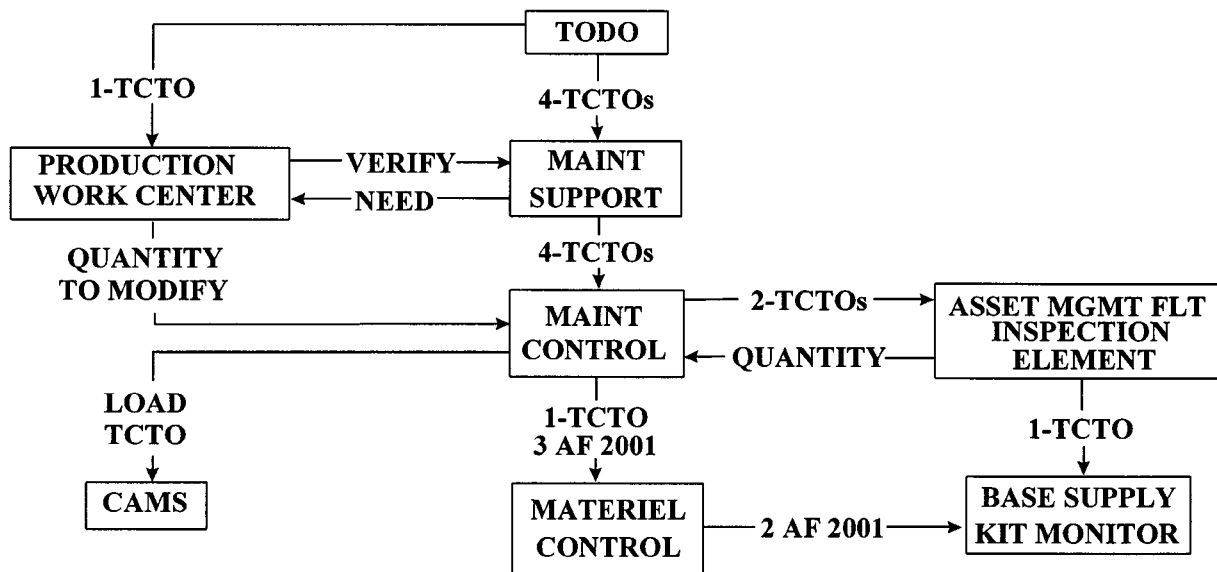 TODO
1-TCTO
4-TCTOs
PRODUCTION
WORK CENTER
VERIFY
NEED
MAINT
SUPPORT
QUANTITY
TO MODIFY
4-TCTOs
MAINT
CONTROL
2-TCTOs
QUANTITY
ASSET MGMT FLT
INSPECTION
ELEMENT
LOAD
TCTO
1-TCTO
3 AF 2001
1-TCTO
CAMS
MATERIEL
CONTROL
2 AF 2001
BASE SUPPLY
KIT MONITOR